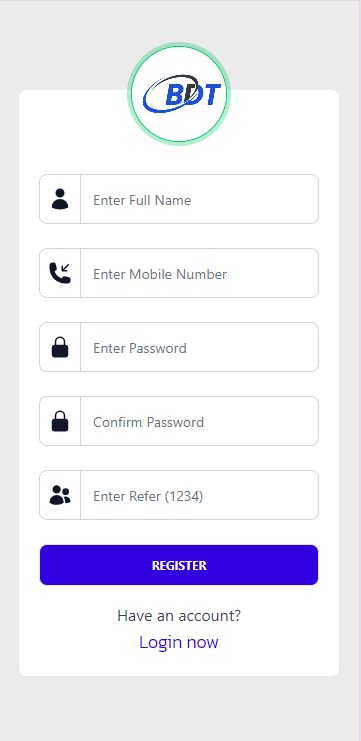 BDT
Enter Full Name
Enter Mobile Number
Enter Password
Confirm Password
Enter Refer (1234)
REGISTER
Have an account?
Login now